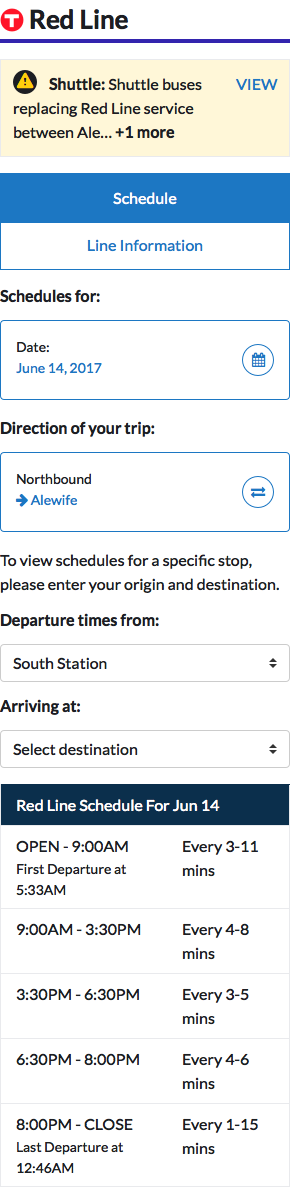 T Red Line
Shuttle: Shuttle buses VIEW
replacing Red Line service
between Ale... +1 more
Schedule
Line Information
Schedules for:
Date:
June 14, 2017
Direction of your trip:
Northbound
Alewife
To view schedules for a specific stop,
please enter your origin and destination.
Departure times from:
South Station
Arriving at:
Select destination
Red Line Schedule For Jun 14
OPEN - 9:00AM Every 3-11
First Departure at mins
5:33AM
9:00AM - 3:30PM Every 4-8
mins
3:30PM - 6:30PM Every 3-5
mins
6:30PM - 8:00PM Every 4-6
mins
8:00PM - CLOSE Every 1-15
Last Departure at mins
12:46AM